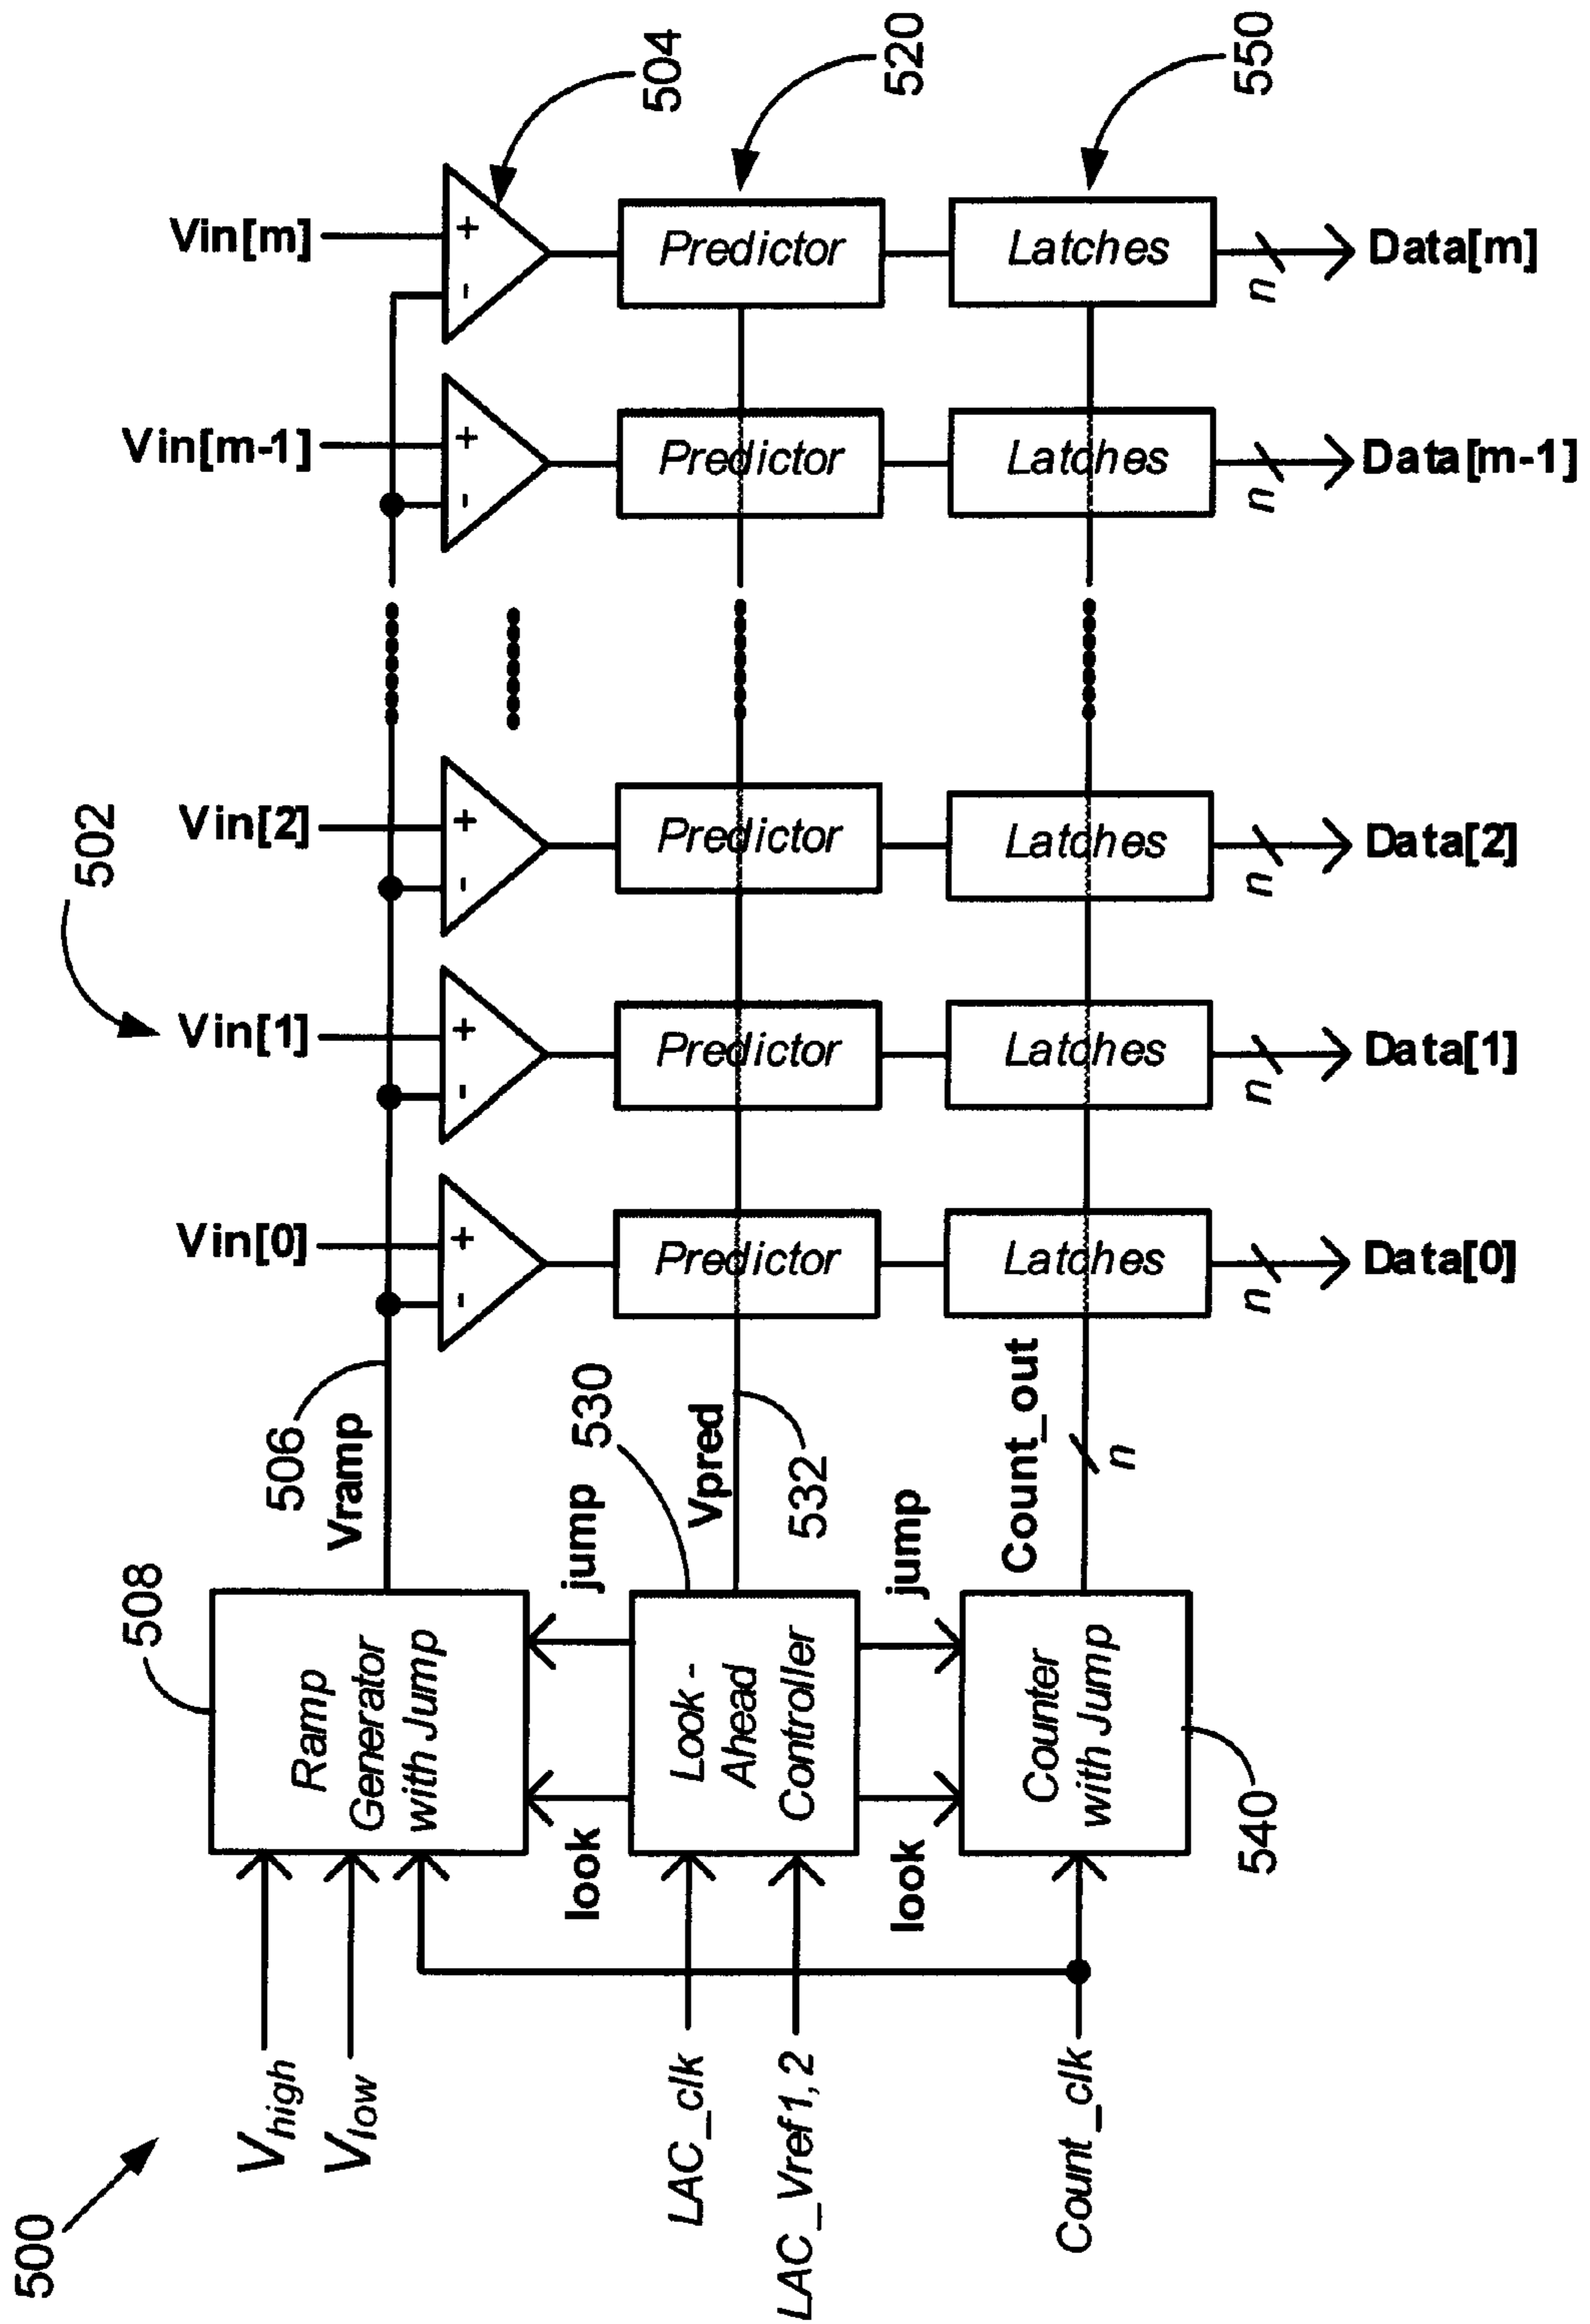 500
502
504
506
508
520
530
532
540
550
Vin[0]
Vin[1]
Vin[2]
Vin[m-1]
Vin[m]
+
-
+
-
+
-
+
-
+
-
Vhigh
Vlow
Ramp
Generator
with Jump
Vramp
look
jump
LAC_clk
LAC_Vref1,2
Look-
Ahead
Controller
Vpred
Predictor
Predictor
Predictor
Predictor
Predictor
look
jump
Count_clk
Counter
with Jump
Count_out
n
Latches
Latches
Latches
Latches
Latches
n
n
n
n
n
Data[0]
Data[1]
Data[2]
Data[m-1]
Data[m]